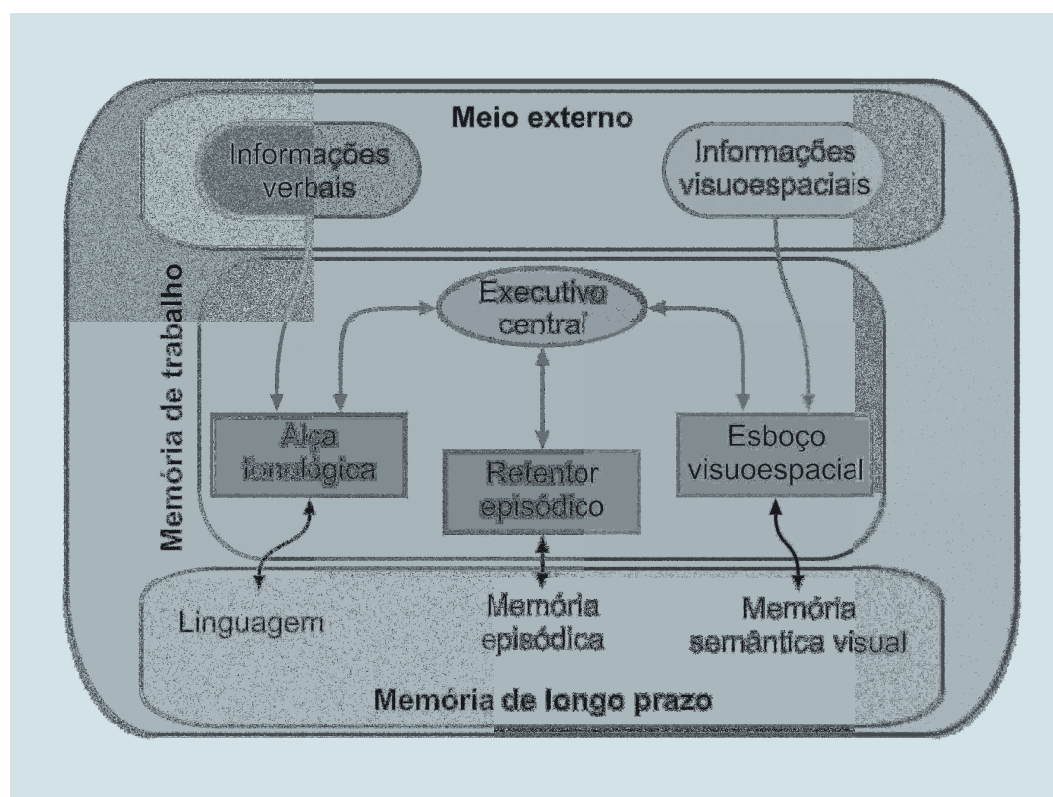 Meio externo
Informações
verbais
Informações
visuoespaciais
Memória de trabalho
Executivo
central
Alça
fonológica
Retentor
episódico
Esboço
visuoespacial
Linguagem
Memória
episódica
Memória
semântica visual
Memória de longo prazo